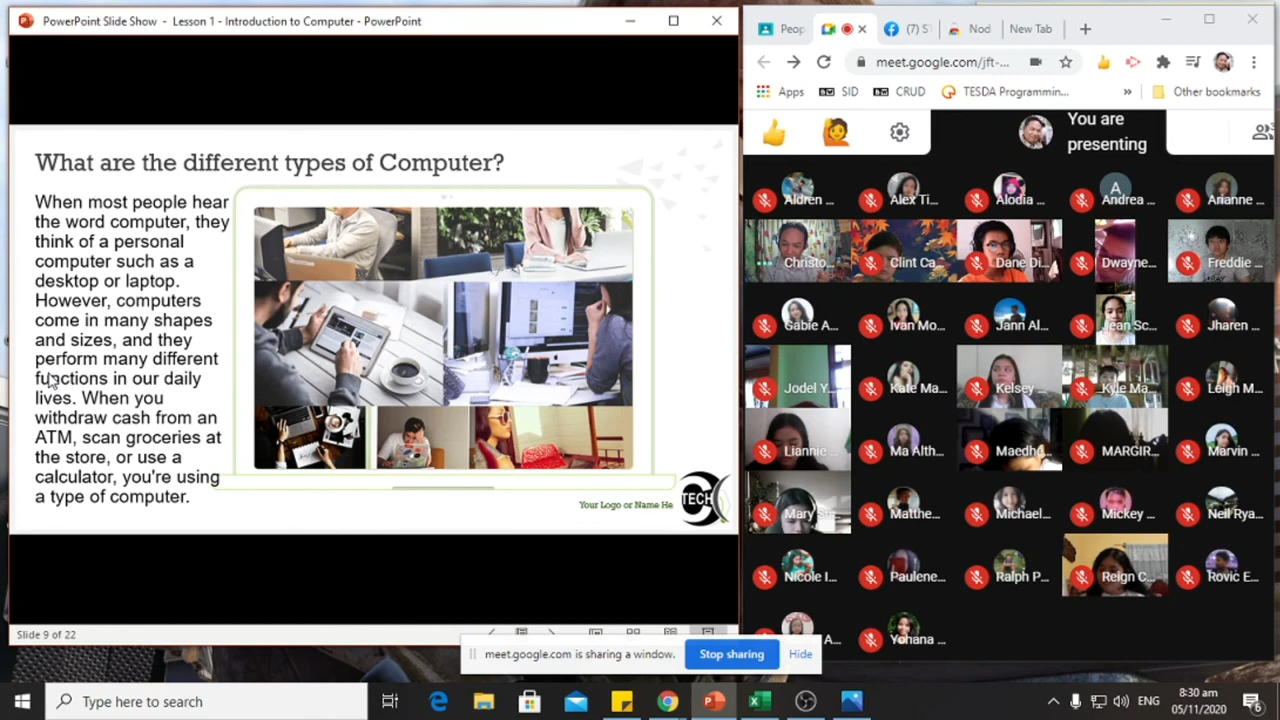 PowerPoint Slide Show - Lesson 1 - Introduction to Computer - PowerPoint
What are the different types of Computer?
When most people hear
the word computer, they
think of a personal
computer such as a
desktop or laptop.
However, computers
come in many shapes
and sizes, and they
perform many different
functions in our daily
lives. When you
withdraw cash from an
ATM, scan groceries at
the store, or use a
calculator, you're using
a type of computer.
Your Logo or Name He
TECH
Slide 9 of 22
Peop
(7) ST
Nod
New Tab
meet.google.com/jft-...
Apps
SID
CRUD
TESDA Programmin...
»
Other bookmarks
You are
presenting
Aldren ...
Alex Ti...
Alodia ...
A
Andrea ...
Arianne ...
Christo...
Clint Ca...
Dane Di...
Dwayne...
Freddie ...
Gabie A...
Ivan Mo...
Jann Al...
Jean Sc...
Jharen ...
Jodel Y...
Kate Ma...
Kelsey ...
Kyle Ma...
Leigh M...
Liannie ...
Ma Alth...
Maedh...
MARGIR...
Marvin ...
Mary S...
Matthe...
Michael...
Mickey ...
Neil Rya...
Nicole I...
Paulene...
Ralph P...
Reign C...
Rovic E...
A...
Yohana ...
meet.google.com is sharing a window.
Stop sharing
Hide
Type here to search
ENG
8:30 am
05/11/2020
6